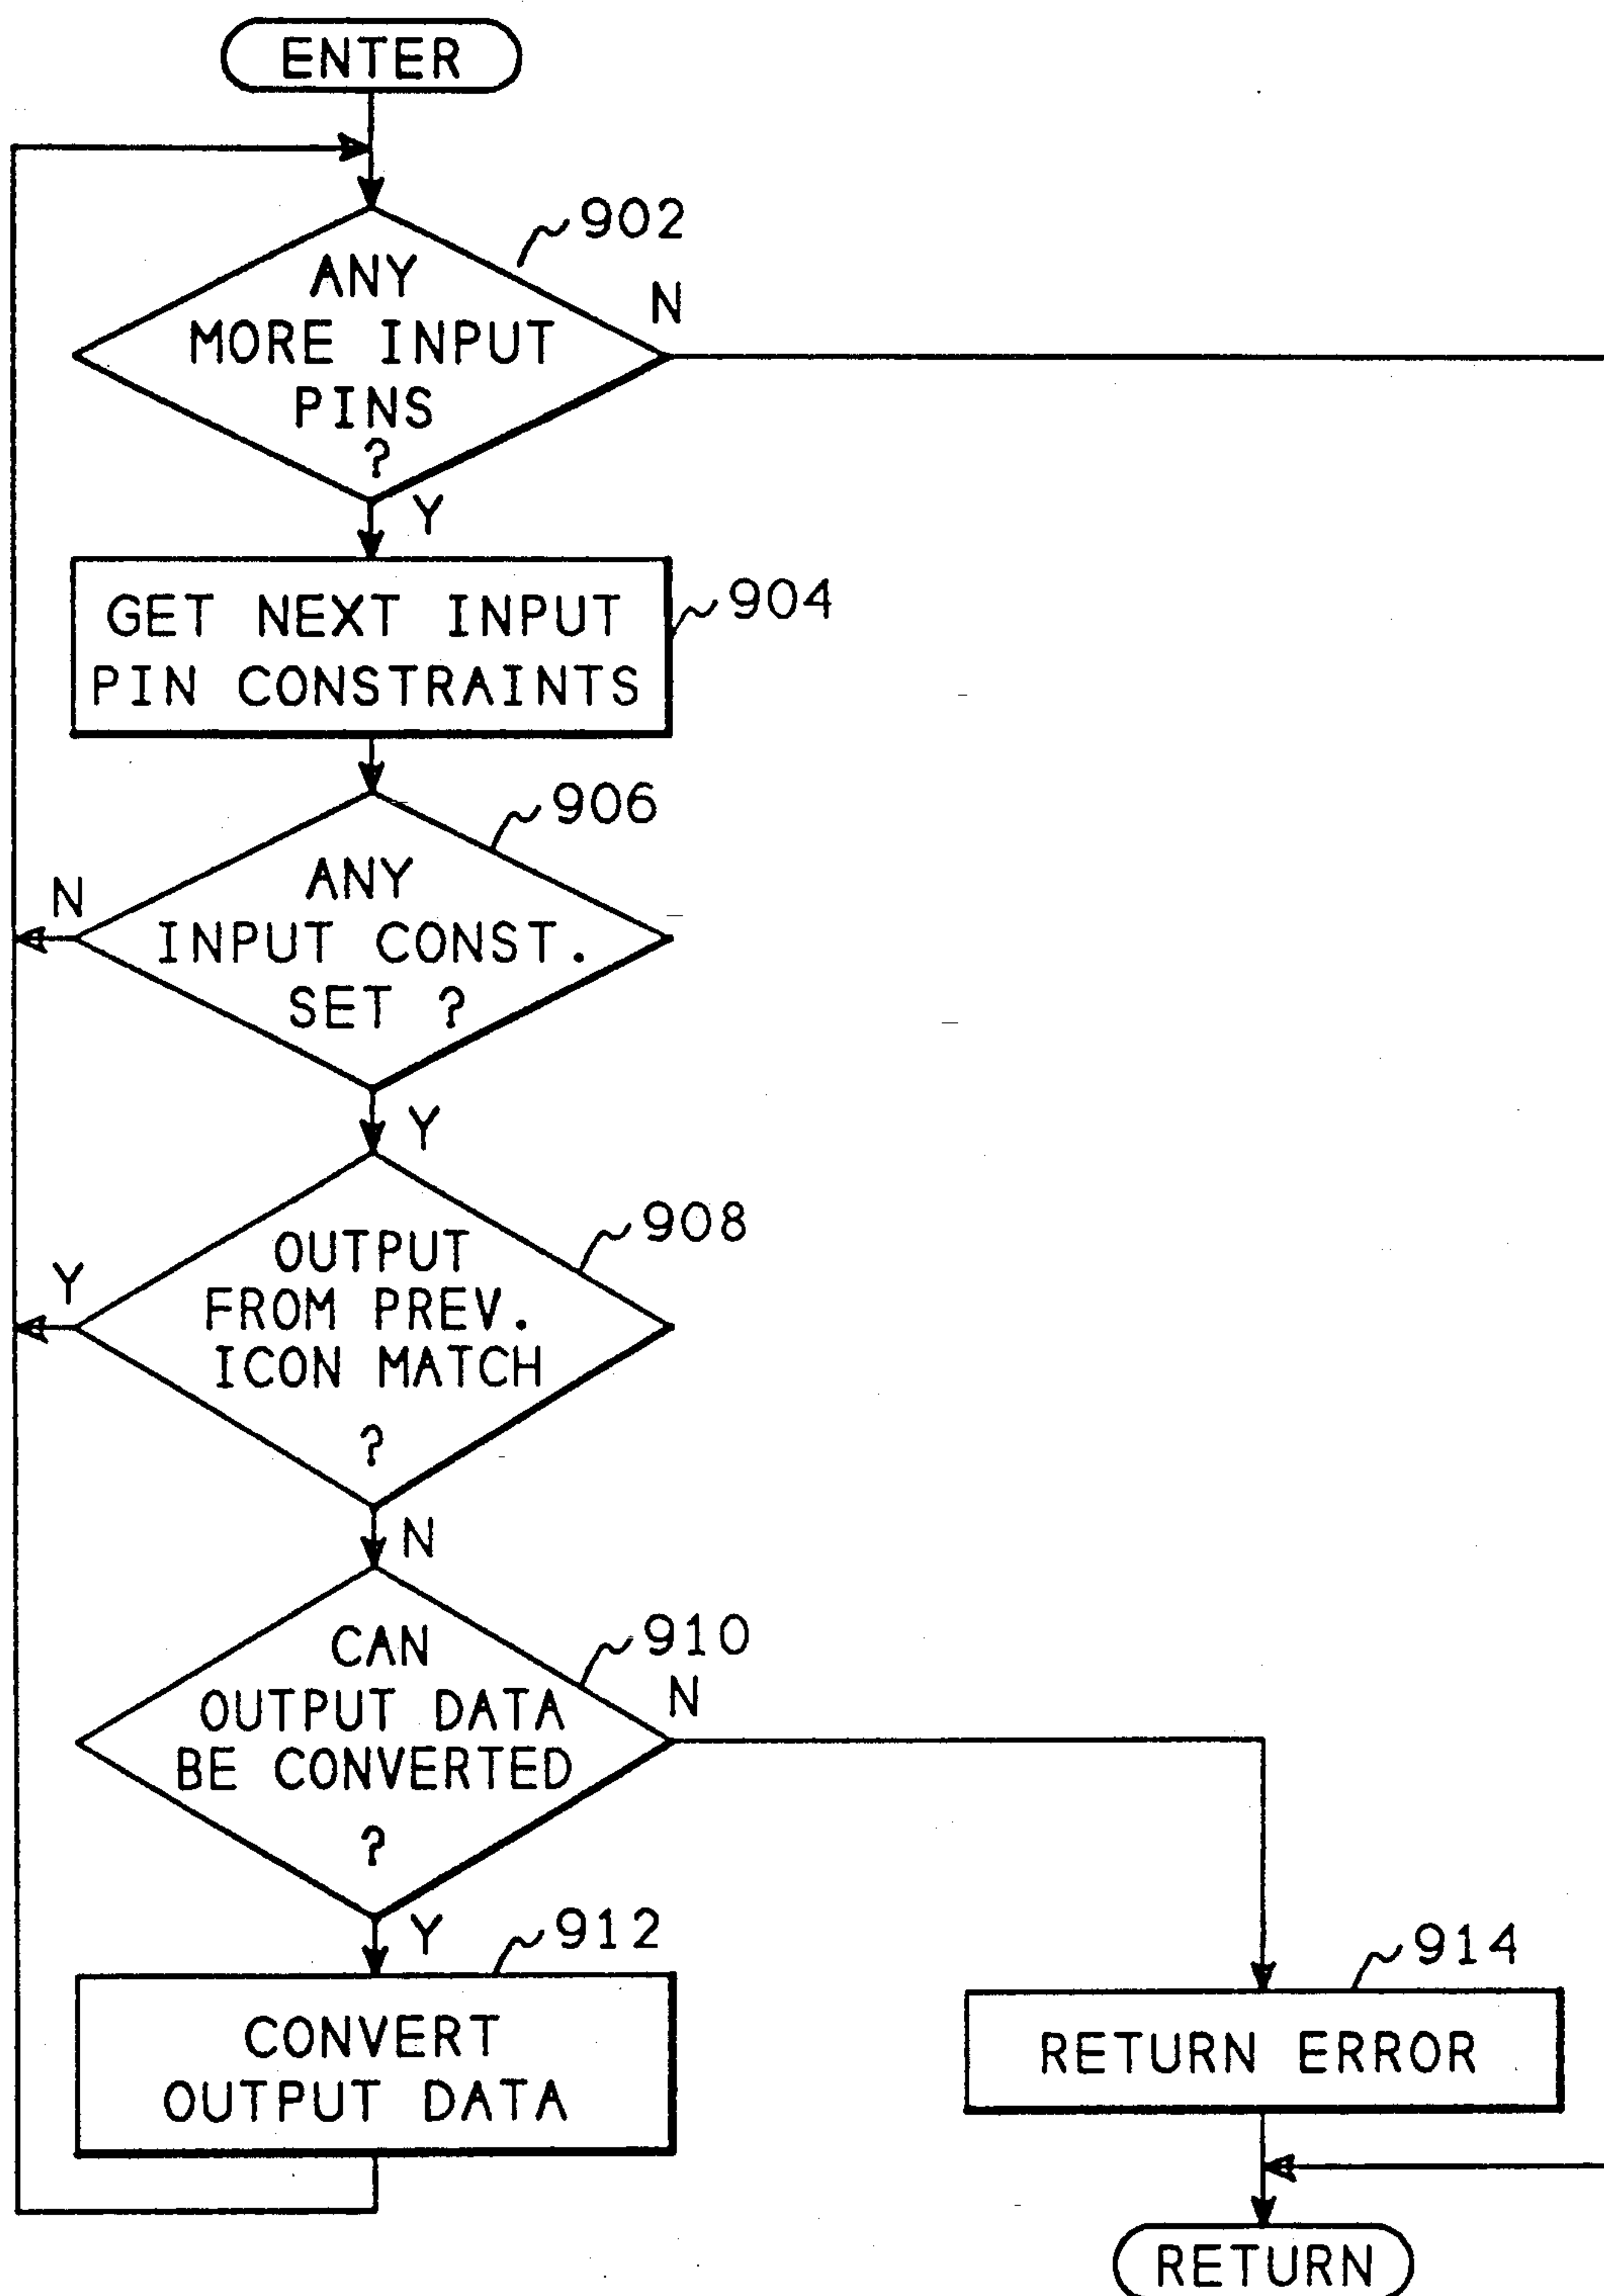 ENTER
902
ANY
MORE INPUT
PINS
?
N
Y
GET NEXT INPUT
PIN CONSTRAINTS
904
906
ANY
INPUT CONST.
SET ?
N
Y
908
OUTPUT
FROM PREV.
ICON MATCH
?
Y
N
910
CAN
OUTPUT DATA
BE CONVERTED
?
N
Y
912
CONVERT
OUTPUT DATA
914
RETURN ERROR
RETURN